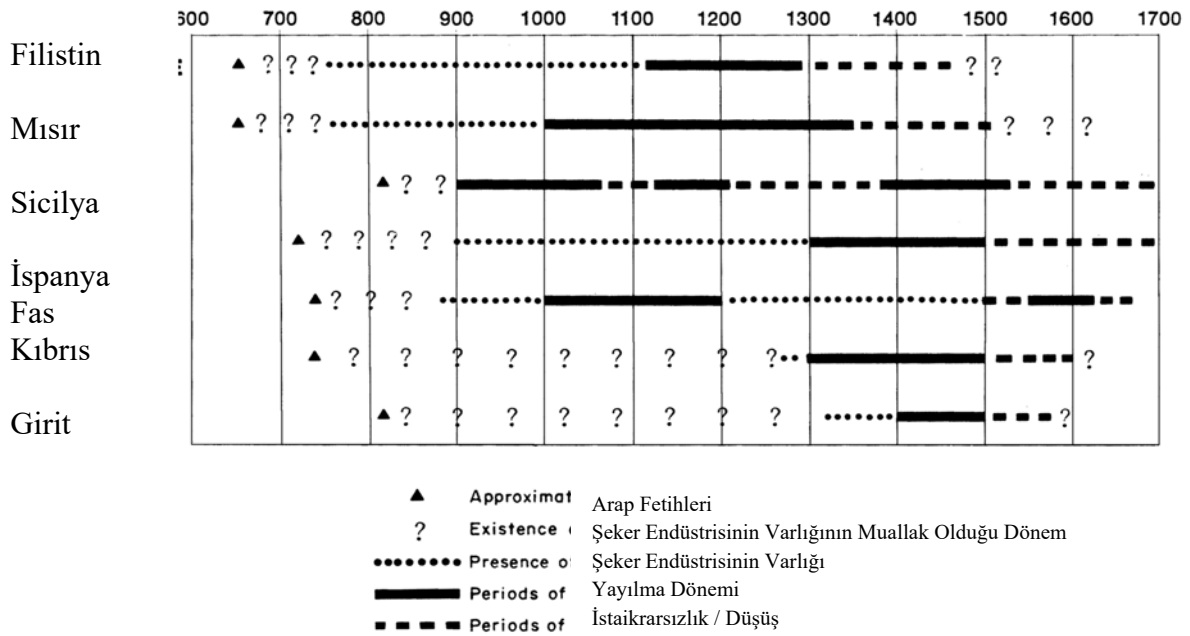 600 700 800 900 1000 1100 1200 1300 1400 1500 1600 1700
Filistin ? ? ? ? ?
Mısır ? ? ? ? ? ?
Sicilya ? ?
? ? ? ?
İspanya
Fas ? ? ?
Kıbrıs ? ? ? ? ? ? ? ? ? ?
Girit ? ? ? ? ? ? ? ? ?
Arap Fetihleri
? Existence Şeker Endüstrisinin Varlığının Muallak Olduğu Dönem
Presence of Şeker Endüstrisinin Varlığı
Periods of Yayılma Dönemi
Periods of İstaikrarsızlık / Düşüş